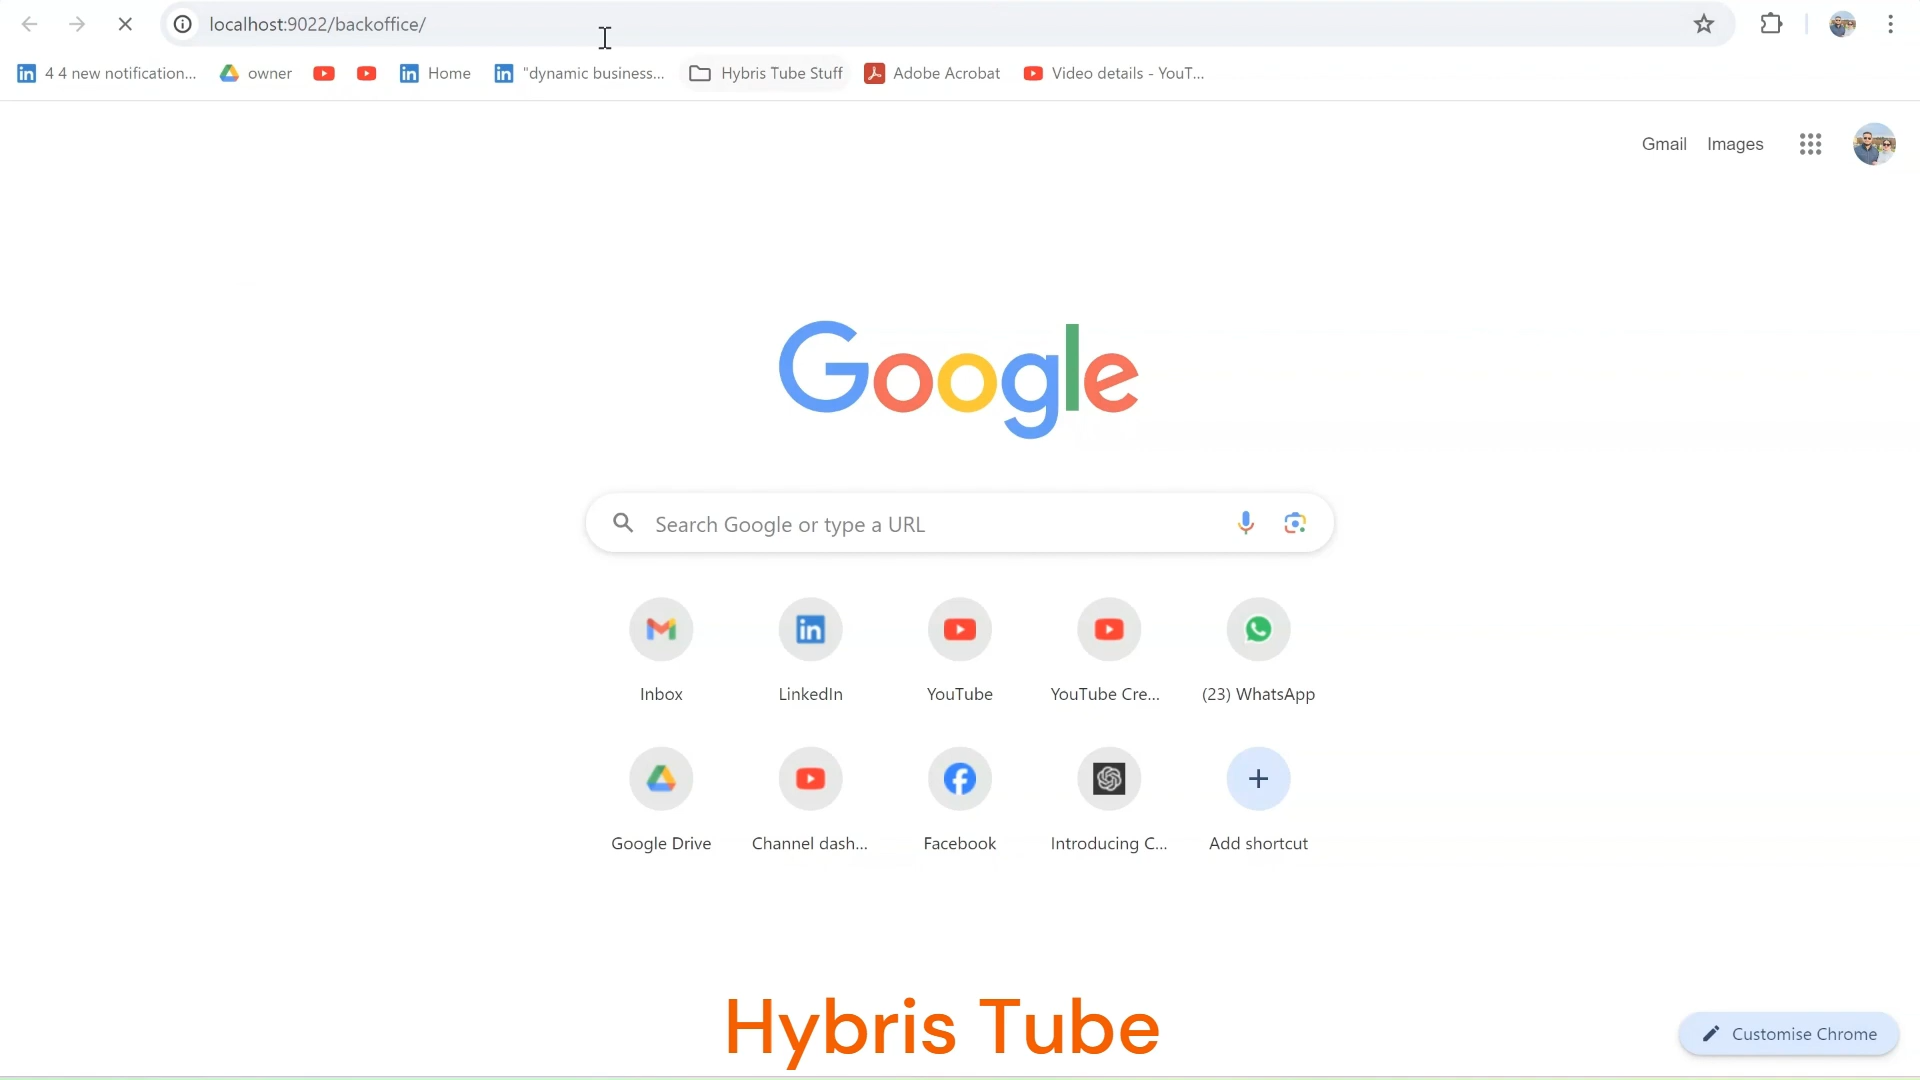 localhost:9022/backoffice/
4 4 new notification...
owner
Home
"dynamic business...
Hybris Tube Stuff
Adobe Acrobat
Video details - YouT...
Gmail
Images
Google
Search Google or type a URL
Inbox
LinkedIn
YouTube
YouTube Cre...
(23) WhatsApp
Google Drive
Channel dash...
Facebook
Introducing C...
Add shortcut
Hybris Tube
Customise Chrome